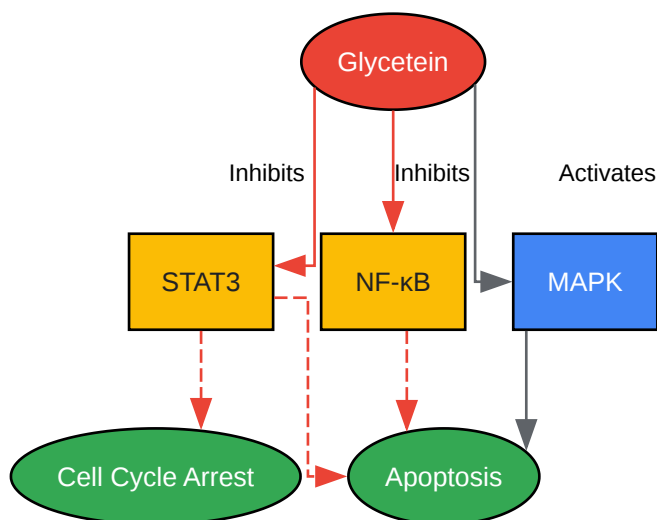 Glycetein
Inhibits
Inhibits
Activates
STAT3
NF-κB
MAPK
Cell Cycle Arrest
Apoptosis